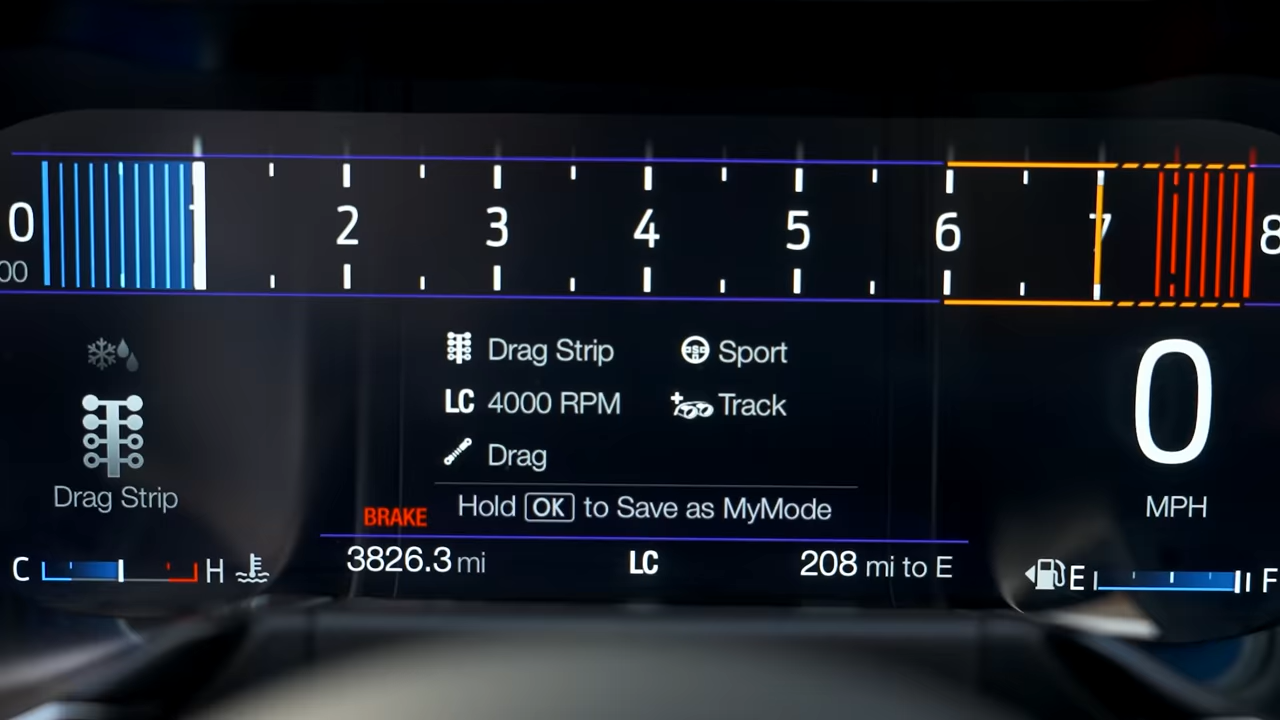 0 2 3 4 5 6 7 8
00
Drag Strip Sport
LC 4000 RPM Track
Drag
Hold OK to Save as MyMode
Drag Strip
0
MPH
BRAKE
3826.3 mi LC 208 mi to E
C H
E F